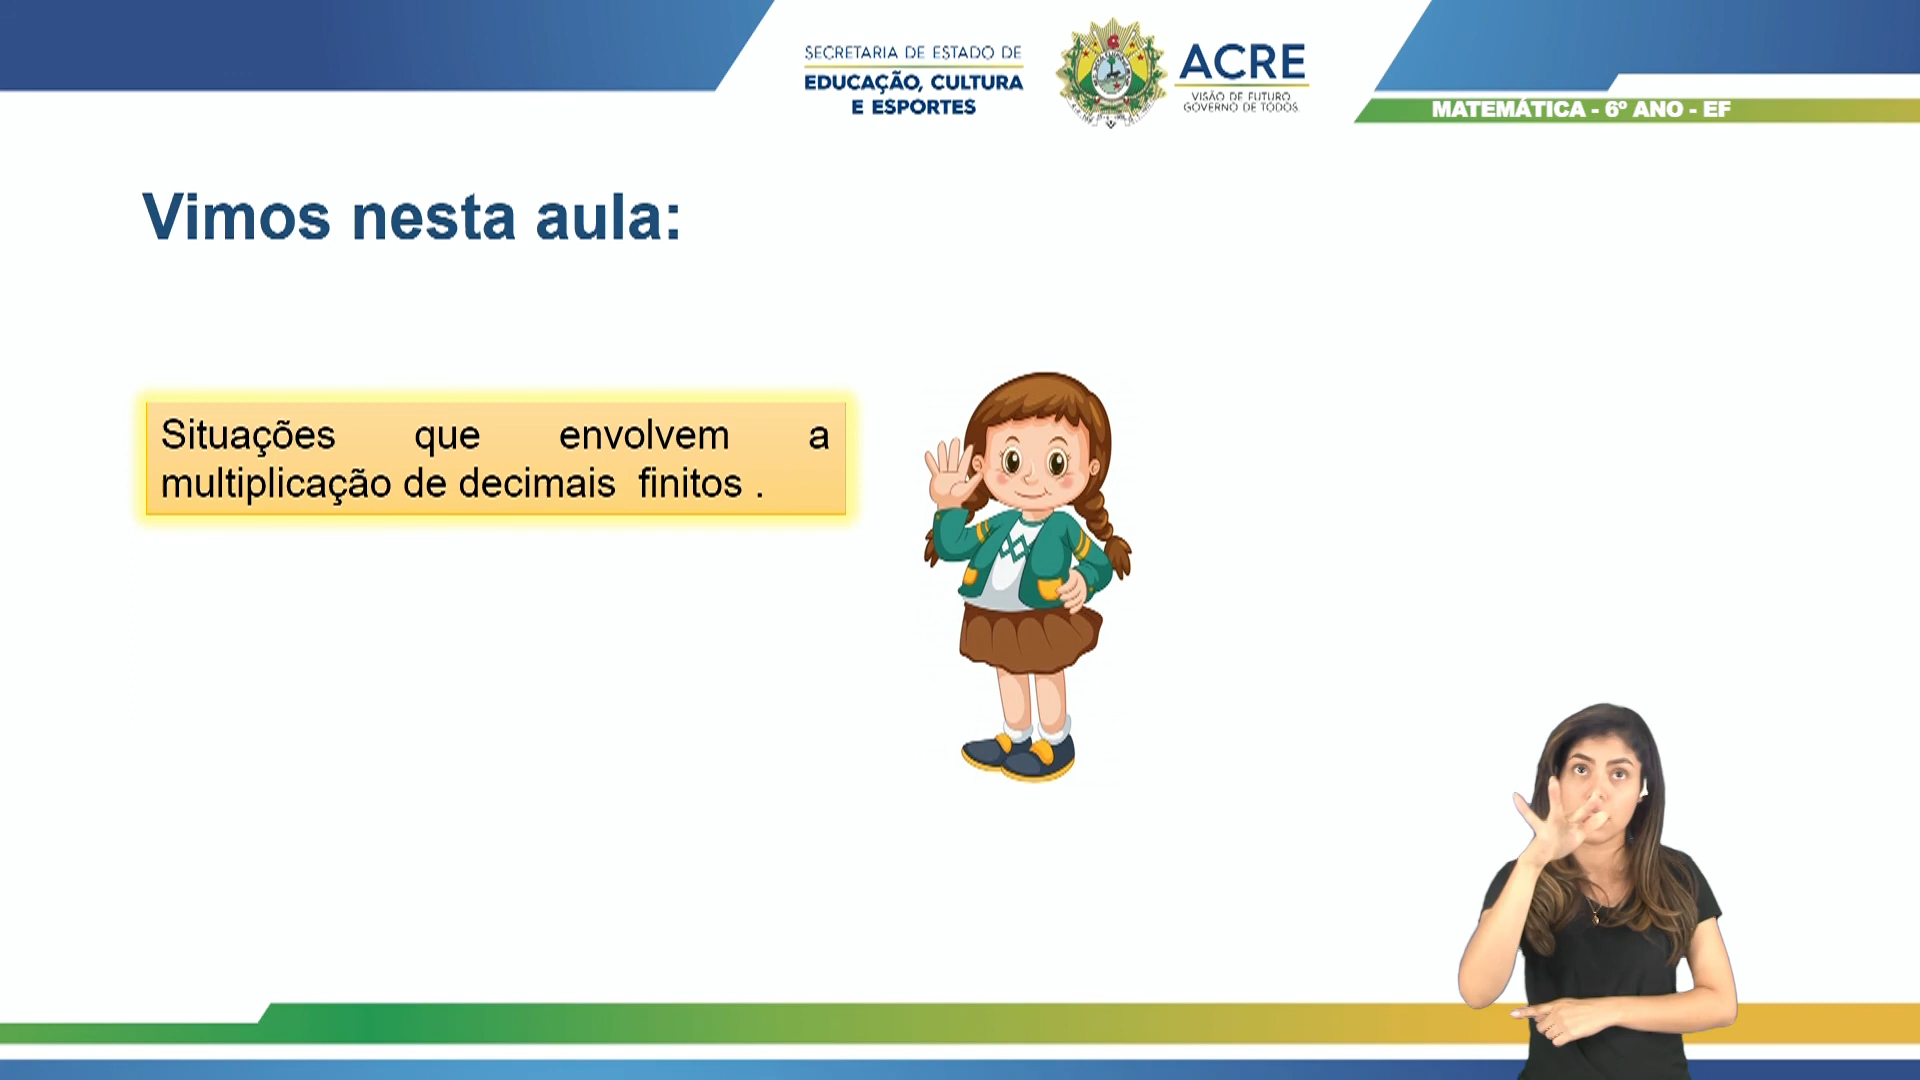 SECRETARIA DE ESTADO DE
EDUCAÇÃO, CULTURA
E ESPORTES
ACRE
VISÃO DE FUTURO
GOVERNO DE TODOS
MATEMÁTICA - 6º ANO - EF
Vimos nesta aula:
Situações que envolvem a
multiplicação de decimais finitos .